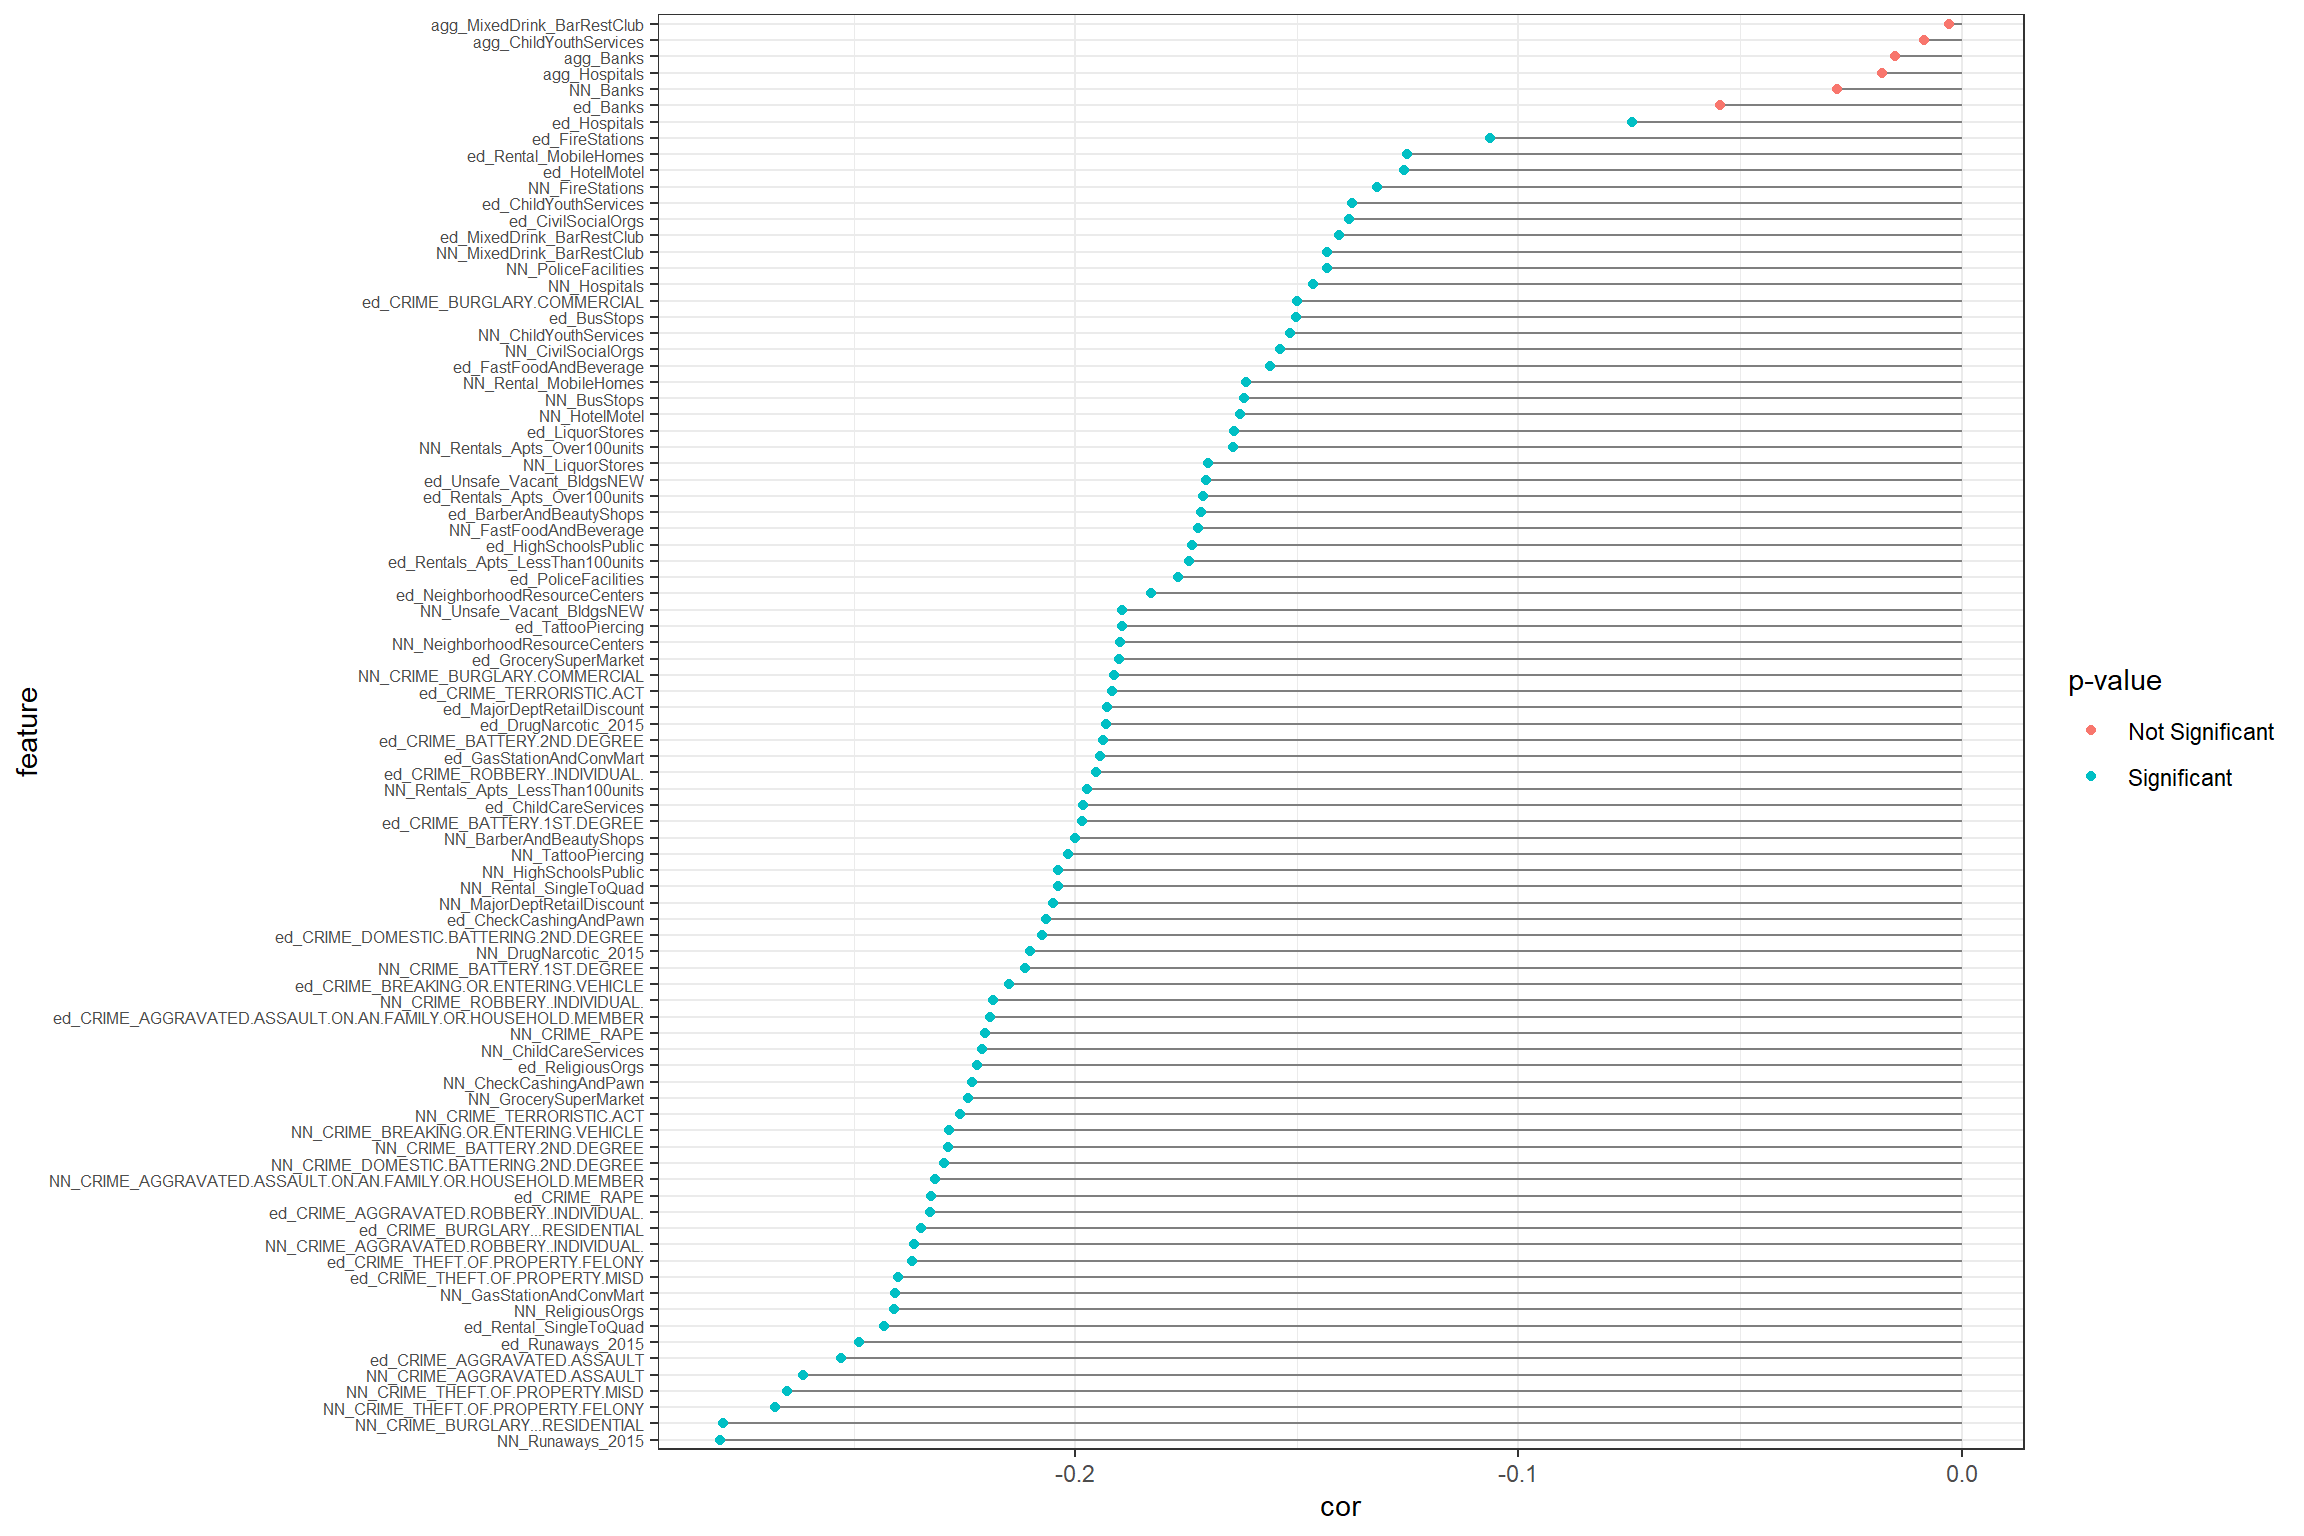 agg_MixedDrink_BarRestClub
agg_ChildYouthServices
agg_Banks
agg_Hospitals
NN_Banks
ed_Banks
ed_Hospitals
ed_FireStations
ed_Rental_MobileHomes
ed_HotelMotel
NN_FireStations
ed_ChildYouthServices
ed_CivilSocialOrgs
ed_MixedDrink_BarRestClub
NN_MixedDrink_BarRestClub
NN_PoliceFacilities
NN_Hospitals
ed_CRIME_BURGLARY.COMMERCIAL
ed_BusStops
NN_ChildYouthServices
NN_CivilSocialOrgs
ed_FastFoodAndBeverage
NN_Rental_MobileHomes
NN_BusStops
NN_HotelMotel
ed_LiquorStores
NN_Rentals_Apts_Over100units
NN_LiquorStores
ed_Unsafe_Vacant_BldgsNEW
ed_Rentals_Apts_Over100units
ed_BarberAndBeautyShops
NN_FastFoodAndBeverage
ed_HighSchoolsPublic
ed_Rentals_Apts_LessThan100units
ed_PoliceFacilities
ed_NeighborhoodResourceCenters
NN_Unsafe_Vacant_BldgsNEW
ed_TattooPiercing
NN_NeighborhoodResourceCenters
ed_GrocerySuperMarket
NN_CRIME_BURGLARY.COMMERCIAL
ed_CRIME_TERRORISTIC.ACT
ed_MajorDeptRetailDiscount
ed_DrugNarcotic_2015
ed_CRIME_BATTERY.2ND.DEGREE
ed_GasStationAndConvMart
ed_CRIME_ROBBERY..INDIVIDUAL.
NN_Rentals_Apts_LessThan100units
ed_ChildCareServices
ed_CRIME_BATTERY.1ST.DEGREE
NN_BarberAndBeautyShops
NN_TattooPiercing
NN_HighSchoolsPublic
NN_Rental_SingleToQuad
NN_MajorDeptRetailDiscount
ed_CheckCashingAndPawn
ed_CRIME_DOMESTIC.BATTERING.2ND.DEGREE
NN_DrugNarcotic_2015
NN_CRIME_BATTERY.1ST.DEGREE
ed_CRIME_BREAKING.OR.ENTERING.VEHICLE
NN_CRIME_ROBBERY..INDIVIDUAL.
ed_CRIME_AGGRAVATED.ASSAULT.ON.AN.FAMILY.OR.HOUSEHOLD.MEMBER
NN_CRIME_RAPE
NN_ChildCareServices
ed_ReligiousOrgs
NN_CheckCashingAndPawn
NN_GrocerySuperMarket
NN_CRIME_TERRORISTIC.ACT
NN_CRIME_BREAKING.OR.ENTERING.VEHICLE
NN_CRIME_BATTERY.2ND.DEGREE
NN_CRIME_DOMESTIC.BATTERING.2ND.DEGREE
NN_CRIME_AGGRAVATED.ASSAULT.ON.AN.FAMILY.OR.HOUSEHOLD.MEMBER
ed_CRIME_RAPE
ed_CRIME_AGGRAVATED.ROBBERY..INDIVIDUAL.
ed_CRIME_BURGLARY...RESIDENTIAL
NN_CRIME_AGGRAVATED.ROBBERY..INDIVIDUAL.
ed_CRIME_THEFT.OF.PROPERTY.FELONY
ed_CRIME_THEFT.OF.PROPERTY.MISD
NN_GasStationAndConvMart
NN_ReligiousOrgs
ed_Rental_SingleToQuad
ed_Runaways_2015
ed_CRIME_AGGRAVATED.ASSAULT
NN_CRIME_AGGRAVATED.ASSAULT
NN_CRIME_THEFT.OF.PROPERTY.MISD
NN_CRIME_THEFT.OF.PROPERTY.FELONY
NN_CRIME_BURGLARY...RESIDENTIAL
NN_Runaways_2015
feature
-0.2
-0.1
0.0
cor
p-value
Not Significant
Significant